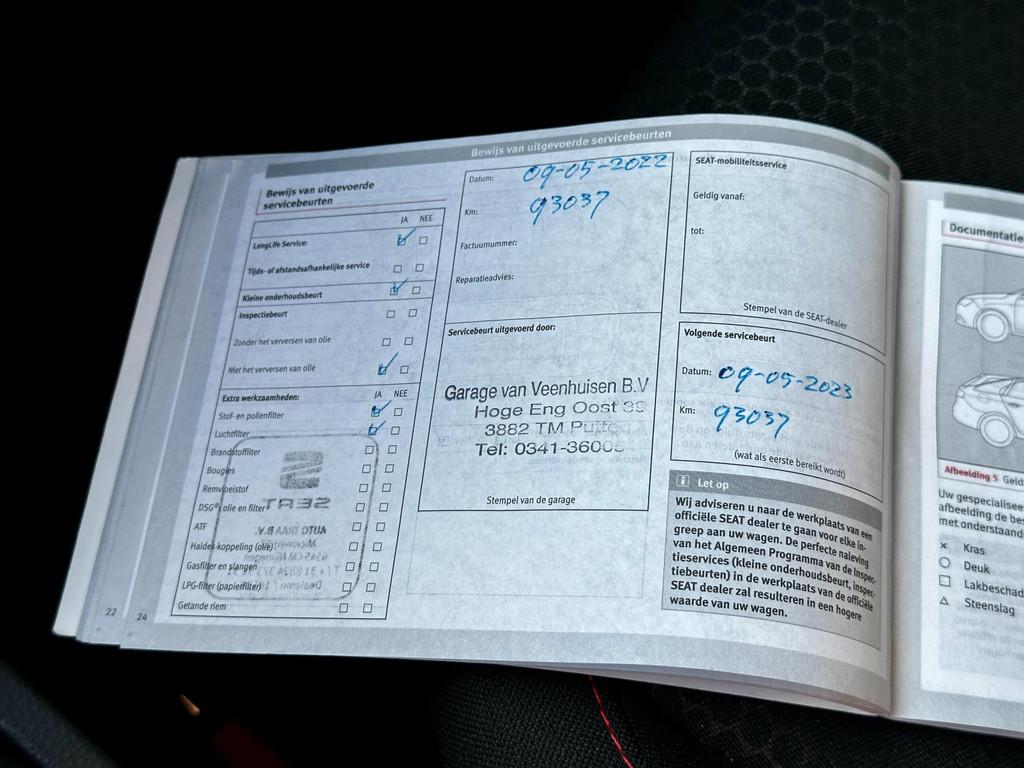 Bewijs van uitgevoerde servicebeurten
Bewijs van uitgevoerde
servicebeurten
JA NEE
LongLife Service:
Tijds- of afstandsafhankelijke service
Kleine onderhoudsbeurt
Inspectiebeurt
Zonder het verversen van olie
Met het verversen van olie
Extra werkzaamheden: JA NEE
Stof- en pollenfilter
Luchtfilter
Brandstoffilter
Bougies
Remvloeistof
DSG® olie en filter
ATF
Haldex-koppeling (olie)
Gasfilter en slangen
LPG-filter (papierfilter)
Getande riem
SEAT
AUTO TRAA B.V.
22
24
Datum: 09-05-2022
Km: 93037
Factuurnummer:
Reparatieadvies:
Servicebeurt uitgevoerd door:
Garage van Veenhuisen B.V
Hoge Eng Oost
3882 TM
Tel: 0341-3600
Stempel van de garage
SEAT-mobiliteitsservice
Geldig vanaf:
tot:
Stempel van de SEAT-dealer
Volgende servicebeurt
Datum: 09-05-2023
Km: 93037
(wat als eerste bereikt wordt)
i Let op
Wij adviseren u naar de werkplaats van een
officiële SEAT dealer te gaan voor elke in-
greep aan uw wagen. De perfecte naleving
van het Algemeen Programma van de Inspec-
tieservices (kleine onderhoudsbeurt, inspec-
tiebeurten) in de werkplaats van de officiële
SEAT dealer zal resulteren in een hogere
waarde van uw wagen.
Documentatie
Afbeelding 5
Uw gespecialisee
afbeelding de be
met onderstaand
× Kras
○ Deuk
□ Lakbeschad
△ Steenslag